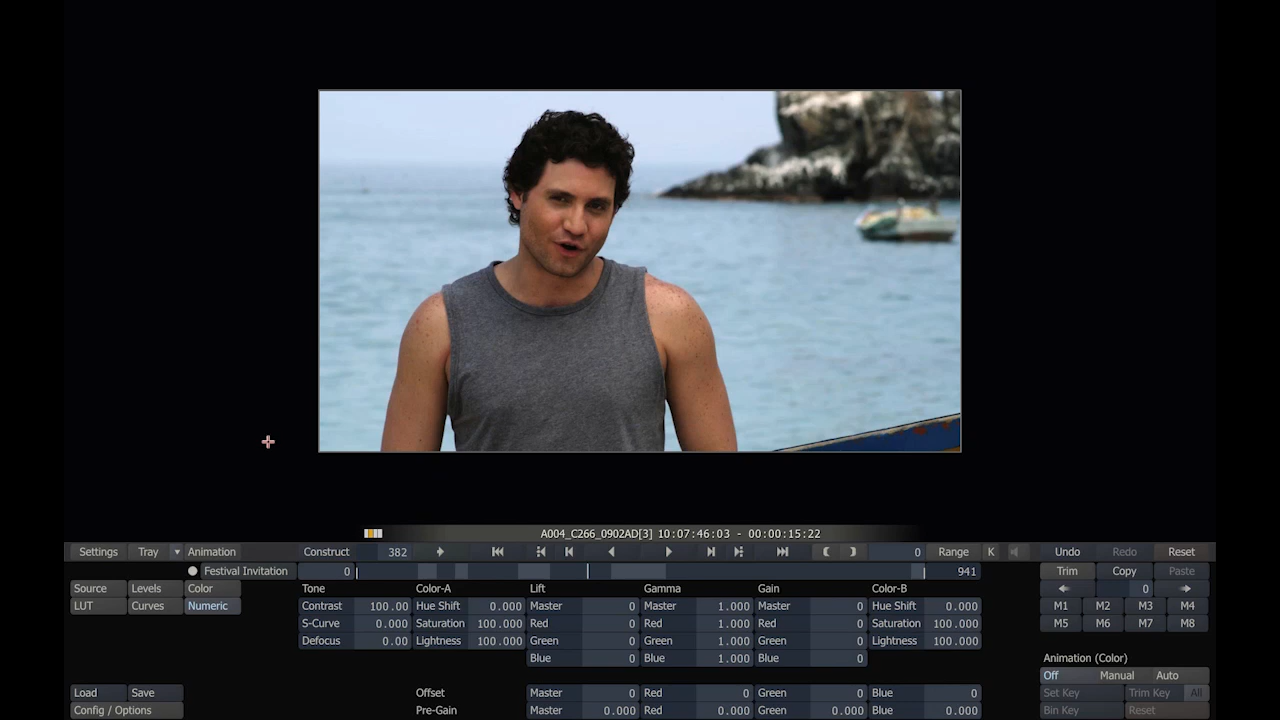 A004_C266_0902AD[3] 10:07:46:03 - 00:00:15:22
Settings Tray Animation Construct 382 0 Range K Undo Redo Reset
Festival Invitation 0 941 Trim Copy Paste
Source Levels Color Tone Color-A Lift Gamma Gain Color-B 0
LUT Curves Numeric Contrast 100.00 Hue Shift 0.000 Master 0 Master 1.000 Master 0 Hue Shift 0.000 M1 M2 M3 M4
S-Curve 0.000 Saturation 100.000 Red 0 Red 1.000 Red 0 Saturation 100.000 M5 M6 M7 M8
Defocus 0.00 Lightness 100.000 Green 0 Green 1.000 Green 0 Lightness 100.000
Blue 0 Blue 1.000 Blue 0 Animation (Color)
Off Manual Auto
Load Save Offset Master 0 Red 0 Green 0 Blue 0 Set Key Trim Key All
Config / Options Pre-Gain Master 0.000 Red 0.000 Green 0.000 Blue 0.000 Bin Key Reset